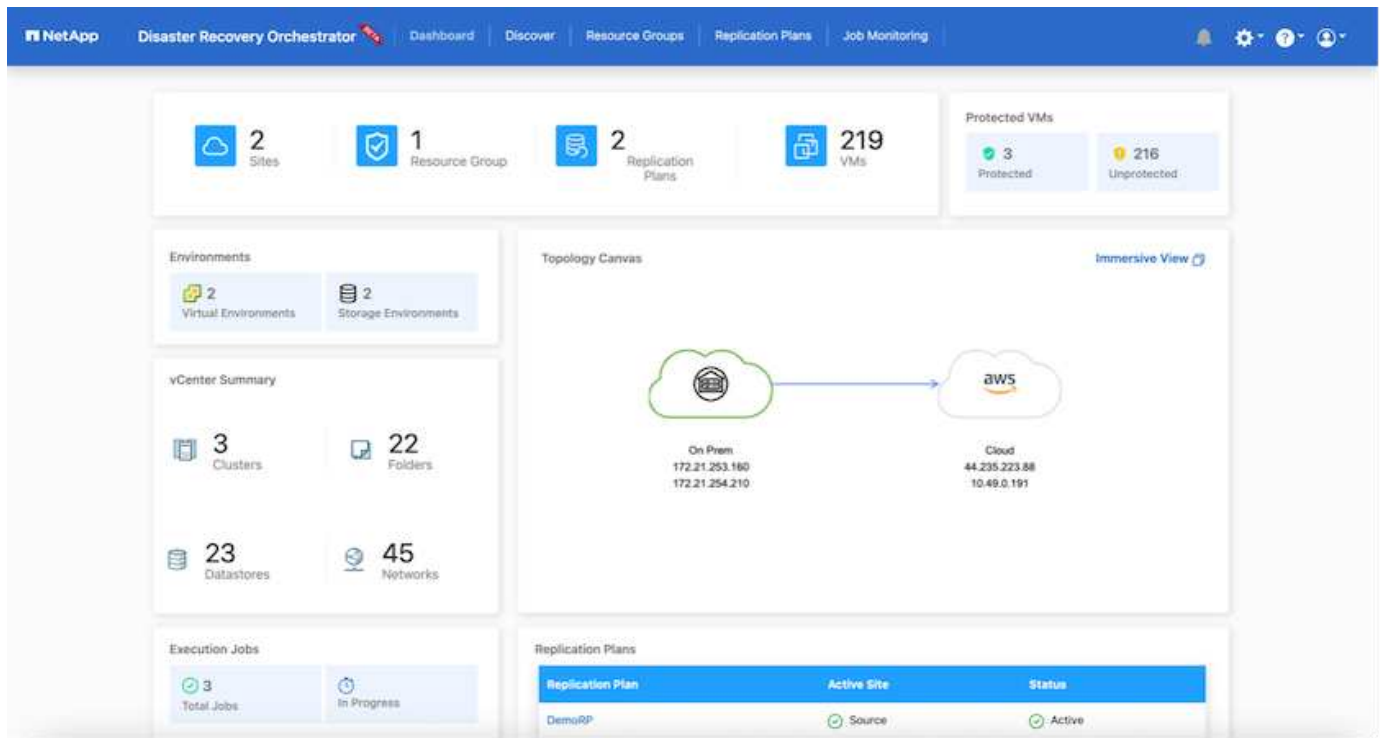 NetApp Disaster Recovery Orchestrator Dashboard Discover Resource Groups Replication Plans Job Monitoring
2
Sites
1
Resource Group
2
Replication
Plans
219
VMs
Protected VMs
3
Protected
216
Unprotected
Environments
2
Virtual Environments
2
Storage Environments
Topology Canvas
Immersive View
aws
On Prem
172.21.253.160
172.21.254.210
Cloud
44.235.223.88
10.49.0.191
vCenter Summary
3
Clusters
22
Folders
23
Datastores
45
Networks
Execution Jobs
3
Total Jobs
In Progress
Replication Plans
Replication Plan Active Site Status
DemoRP Source Active